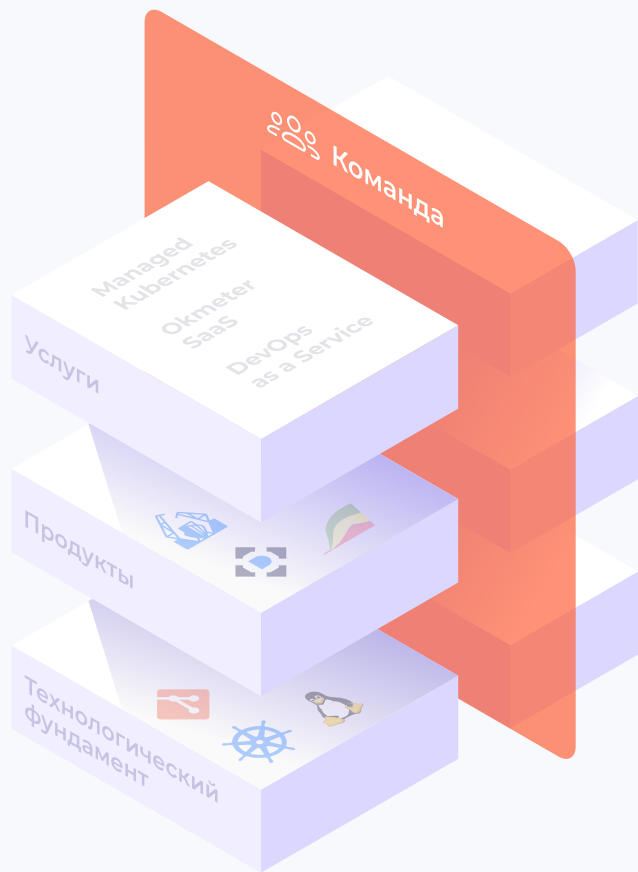 Команда
Managed
Kubernetes
Okmeter
SaaS
DevOps
as a Service
Услуги
Продукты
Технологический
фундамент